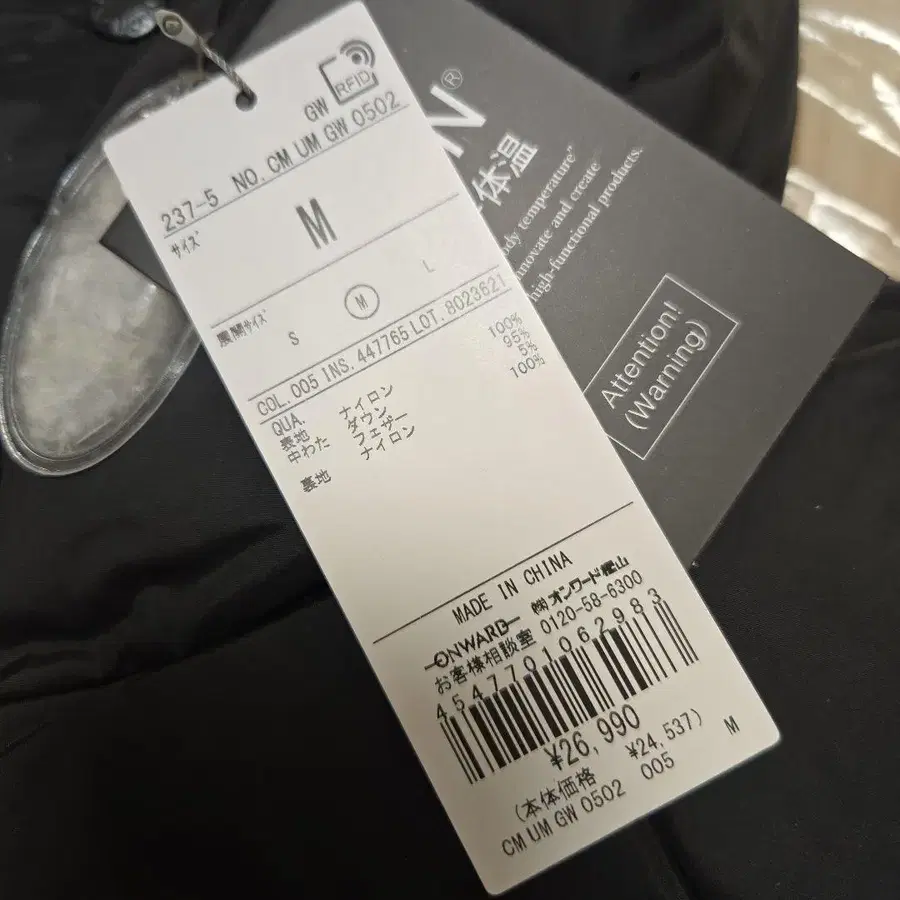 RFID
GW
237-5 NO. CM UM GW 0502
サイズ
M
展開サイズ
S M L
COL. 005 INS. 447765 LOT. 8023621
QUA.
表地 ナイロン 100%
中わた ダウン 95%
フェザー 5%
裏地 ナイロン 100%
MADE IN CHINA
ONWARD ㈱オンワード樫山
お客様相談室 0120-58-6300
4547701062983
¥26,990
(本体価格 ¥24,537)
CM UM GW 0502 005 M
N®
体温
body temperature"
innovate and create
high-functional products.
Attention!
(Warning)